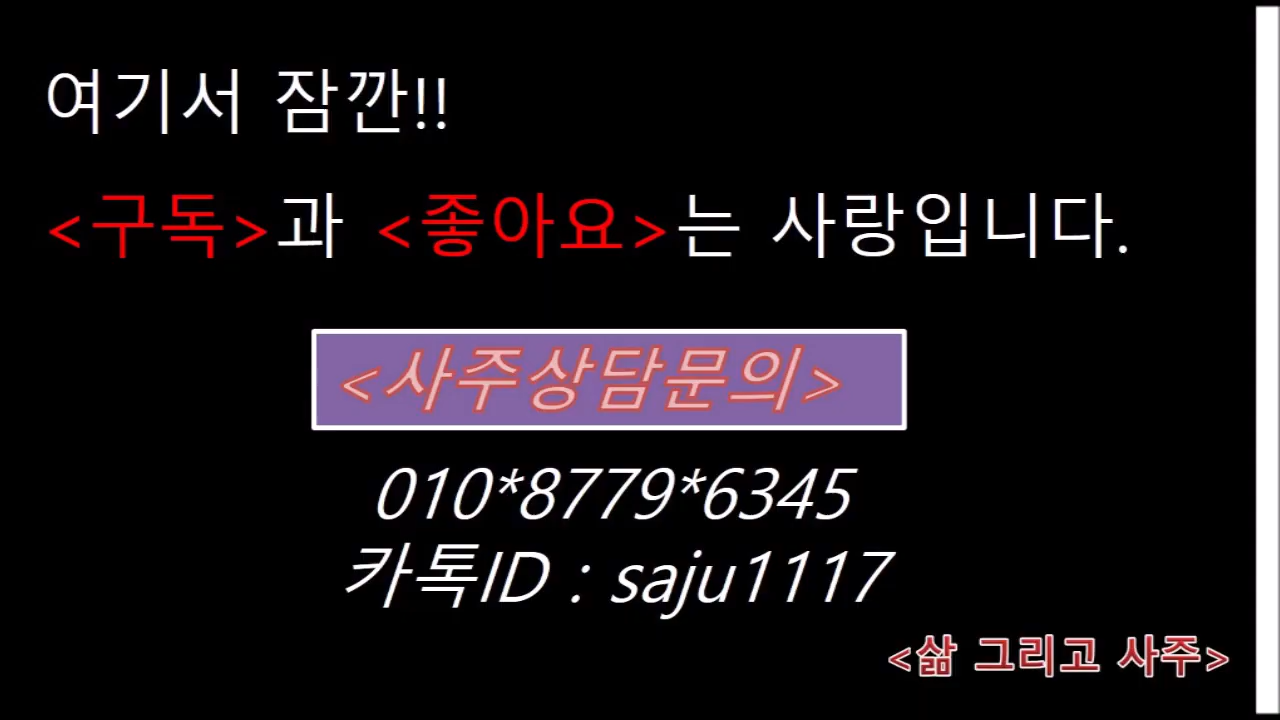 여기서 잠깐!!
<구독>과 <좋아요>는 사랑입니다.
<사주상담문의>
010*8779*6345
카톡ID : saju1117
<삶 그리고 사주>